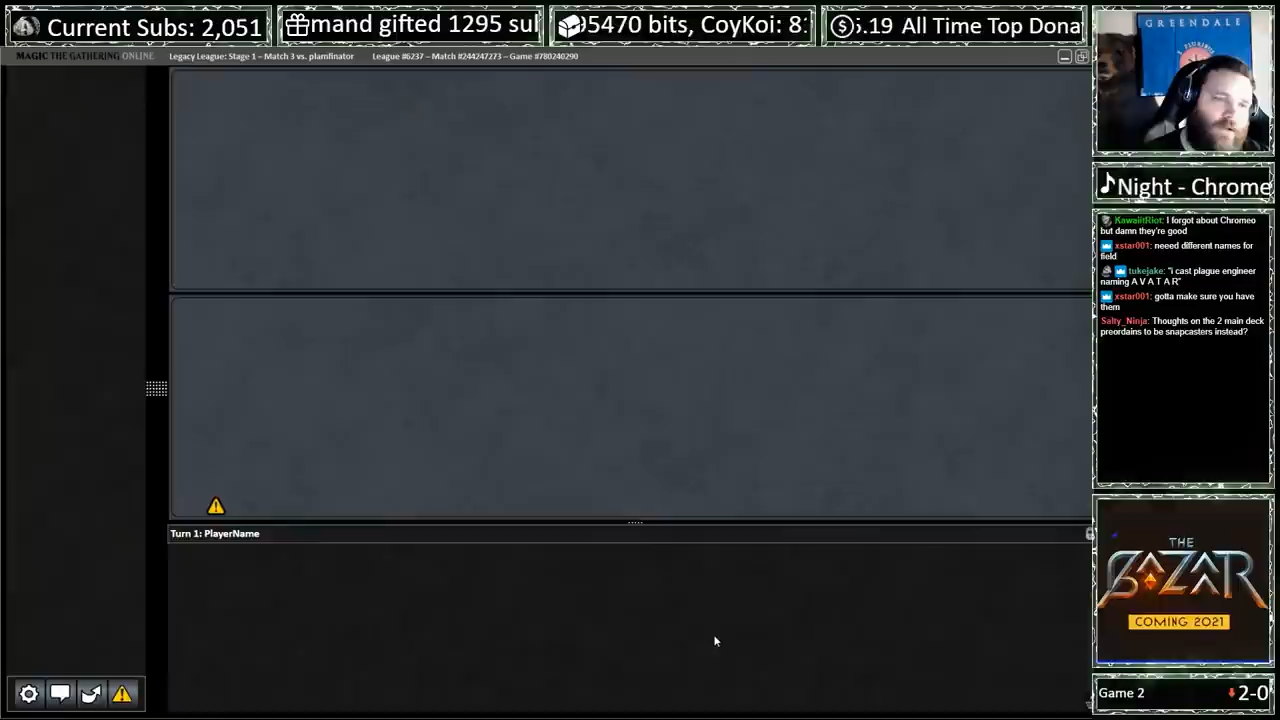 Current Subs: 2,051
mand gifted 1295 sul
5470 bits, CoyKoi: 8
5.19 All Time Top Dona
MAGIC THE GATHERING ONLINE
Legacy League: Stage 1 – Match 3 vs. plamfinator
League #6237 – Match #244247273 – Game #780240290
GREENDALE
Night - Chrome
KawaiitRiot: I forgot about Chromeo
but damn they're good
xstar001: neeed different names for
field
tukejake: "i cast plague engineer
naming A V A T A R"
xstar001: gotta make sure you have
them
Salty_Ninja: Thoughts on the 2 main deck
preordains to be snapcasters instead?
Turn 1: PlayerName
THE
BAZAAR
COMING 2021
Game 2
2-0